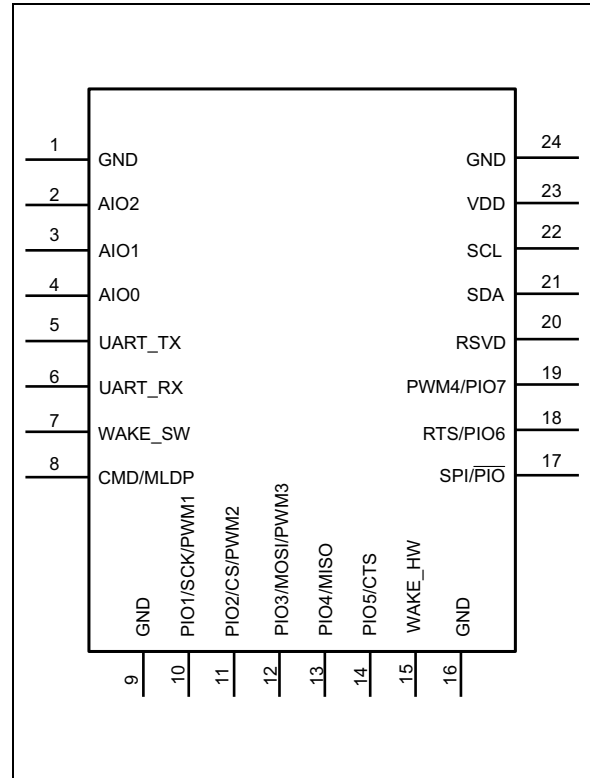 1
GND
2
AIO2
3
AIO1
4
AIO0
5
UART_TX
6
UART_RX
7
WAKE_SW
8
CMD/MLDP
GND
24
VDD
23
SCL
22
SDA
21
RSVD
20
PWM4/PIO7
19
RTS/PIO6
18
SPI/P̅I̅O̅
17
GND
9
PIO1/SCK/PWM1
10
PIO2/CS/PWM2
11
PIO3/MOSI/PWM3
12
PIO4/MISO
13
PIO5/CTS
14
WAKE_HW
15
GND
16